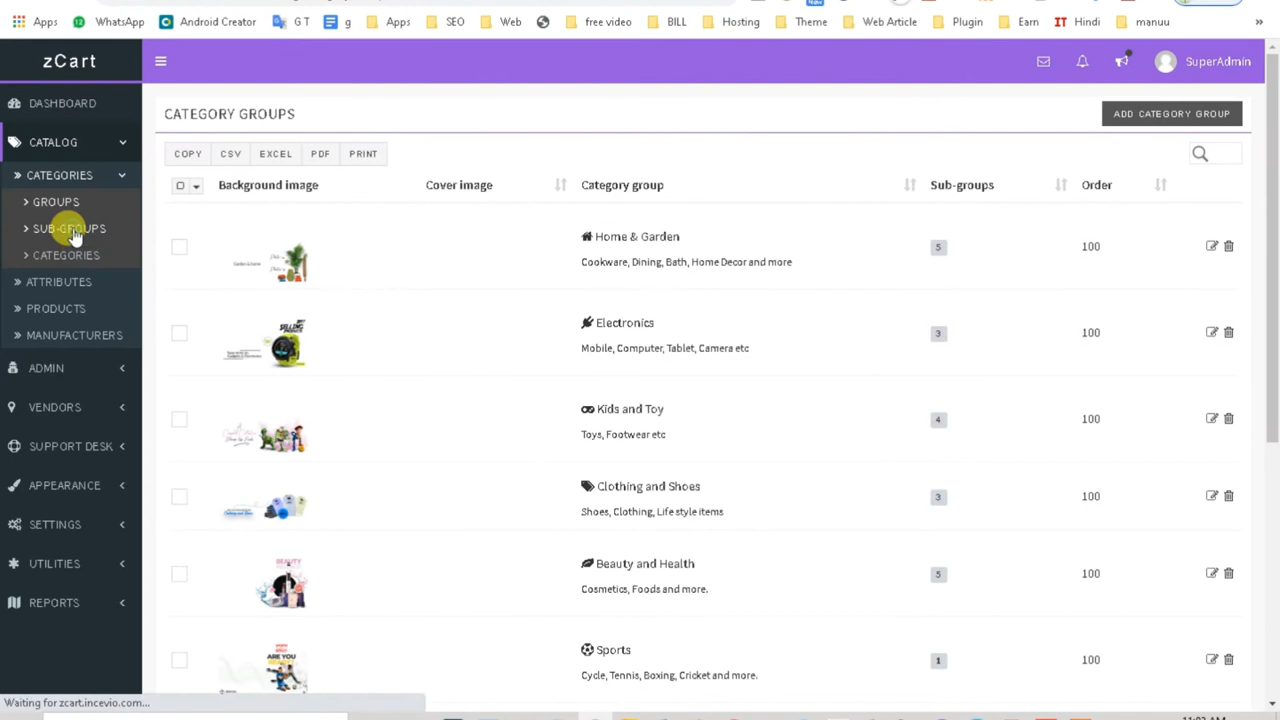 Apps WhatsApp Android Creator G T g Apps SEO Web free video BILL Hosting Theme Web Article Plugin Earn IT Hindi manuu »
zCart
SuperAdmin
DASHBOARD
CATALOG
CATEGORIES
GROUPS
SUB-GROUPS
CATEGORIES
ATTRIBUTES
PRODUCTS
MANUFACTURERS
ADMIN
VENDORS
SUPPORT DESK
APPEARANCE
SETTINGS
UTILITIES
REPORTS
CATEGORY GROUPS
ADD CATEGORY GROUP
COPY CSV EXCEL PDF PRINT
Background image Cover image Category group Sub-groups Order
Home & Garden
Cookware, Dining, Bath, Home Decor and more
5 100
Electronics
Mobile, Computer, Tablet, Camera etc
3 100
Kids and Toy
Toys, Footwear etc
4 100
Clothing and Shoes
Shoes, Clothing, Life style items
3 100
BEAUTY
Beauty and Health
Cosmetics, Foods and more.
5 100
ARE YOU
Sports
Cycle, Tennis, Boxing, Cricket and more.
1 100
Waiting for zcart.incevio.com...